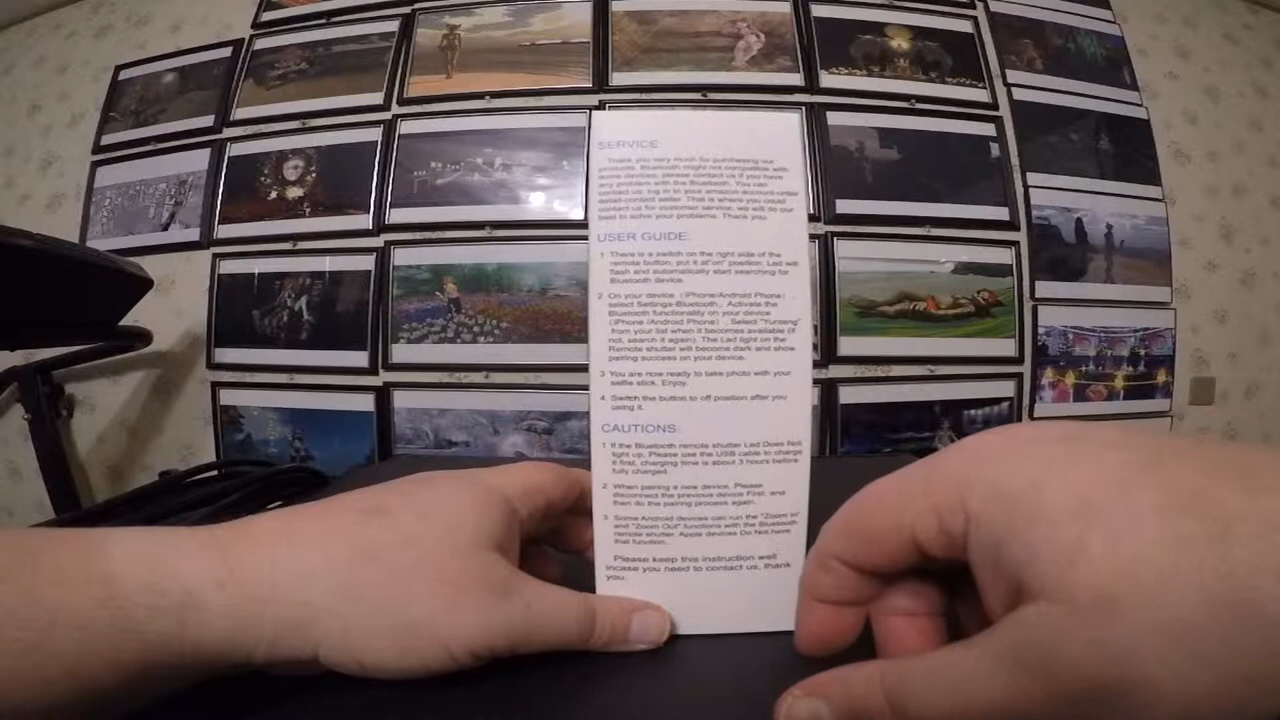 SERVICE:
Thank you very much for purchasing our
products. Bluetooth might not compatible with
some devices, please contact us if you have
any problem with the Bluetooth. You can
contact us: log in to your amazon account-order
detail-contact seller. That is where you could
contact us for customer service, we will do our
best to solve your problems. Thank you.
USER GUIDE:
1 There is a switch on the right side of the
remote button, put it at"on" position. Led will
flash and automatically start searching for
Bluetooth device.
2 On your device (iPhone/Android Phone) ,
select Settings-Bluetooth. Activate the
Bluetooth functionality on your device
(iPhone /Android Phone) . Select "Yunteng"
from your list when it becomes available (if
not, search it again). The Led light on the
Remote shutter will become dark and show
pairing success on your device.
3 You are now ready to take photo with your
selfie stick. Enjoy.
4 Switch the button to off position after you
using it.
CAUTIONS:
1 If the Bluetooth remote shutter Led Does Not
light up, Please use the USB cable to charge
it first, charging time is about 3 hours before
fully charged.
2 When pairing a new device, Please
disconnect the previous device First, and
then do the pairing process again.
3 Some Android devices can run the "Zoom In"
and "Zoom Out" functions with the Bluetooth
remote shutter. Apple devices Do Not have
that function.
Please keep this instruction well
incase you need to contact us, thank
you.